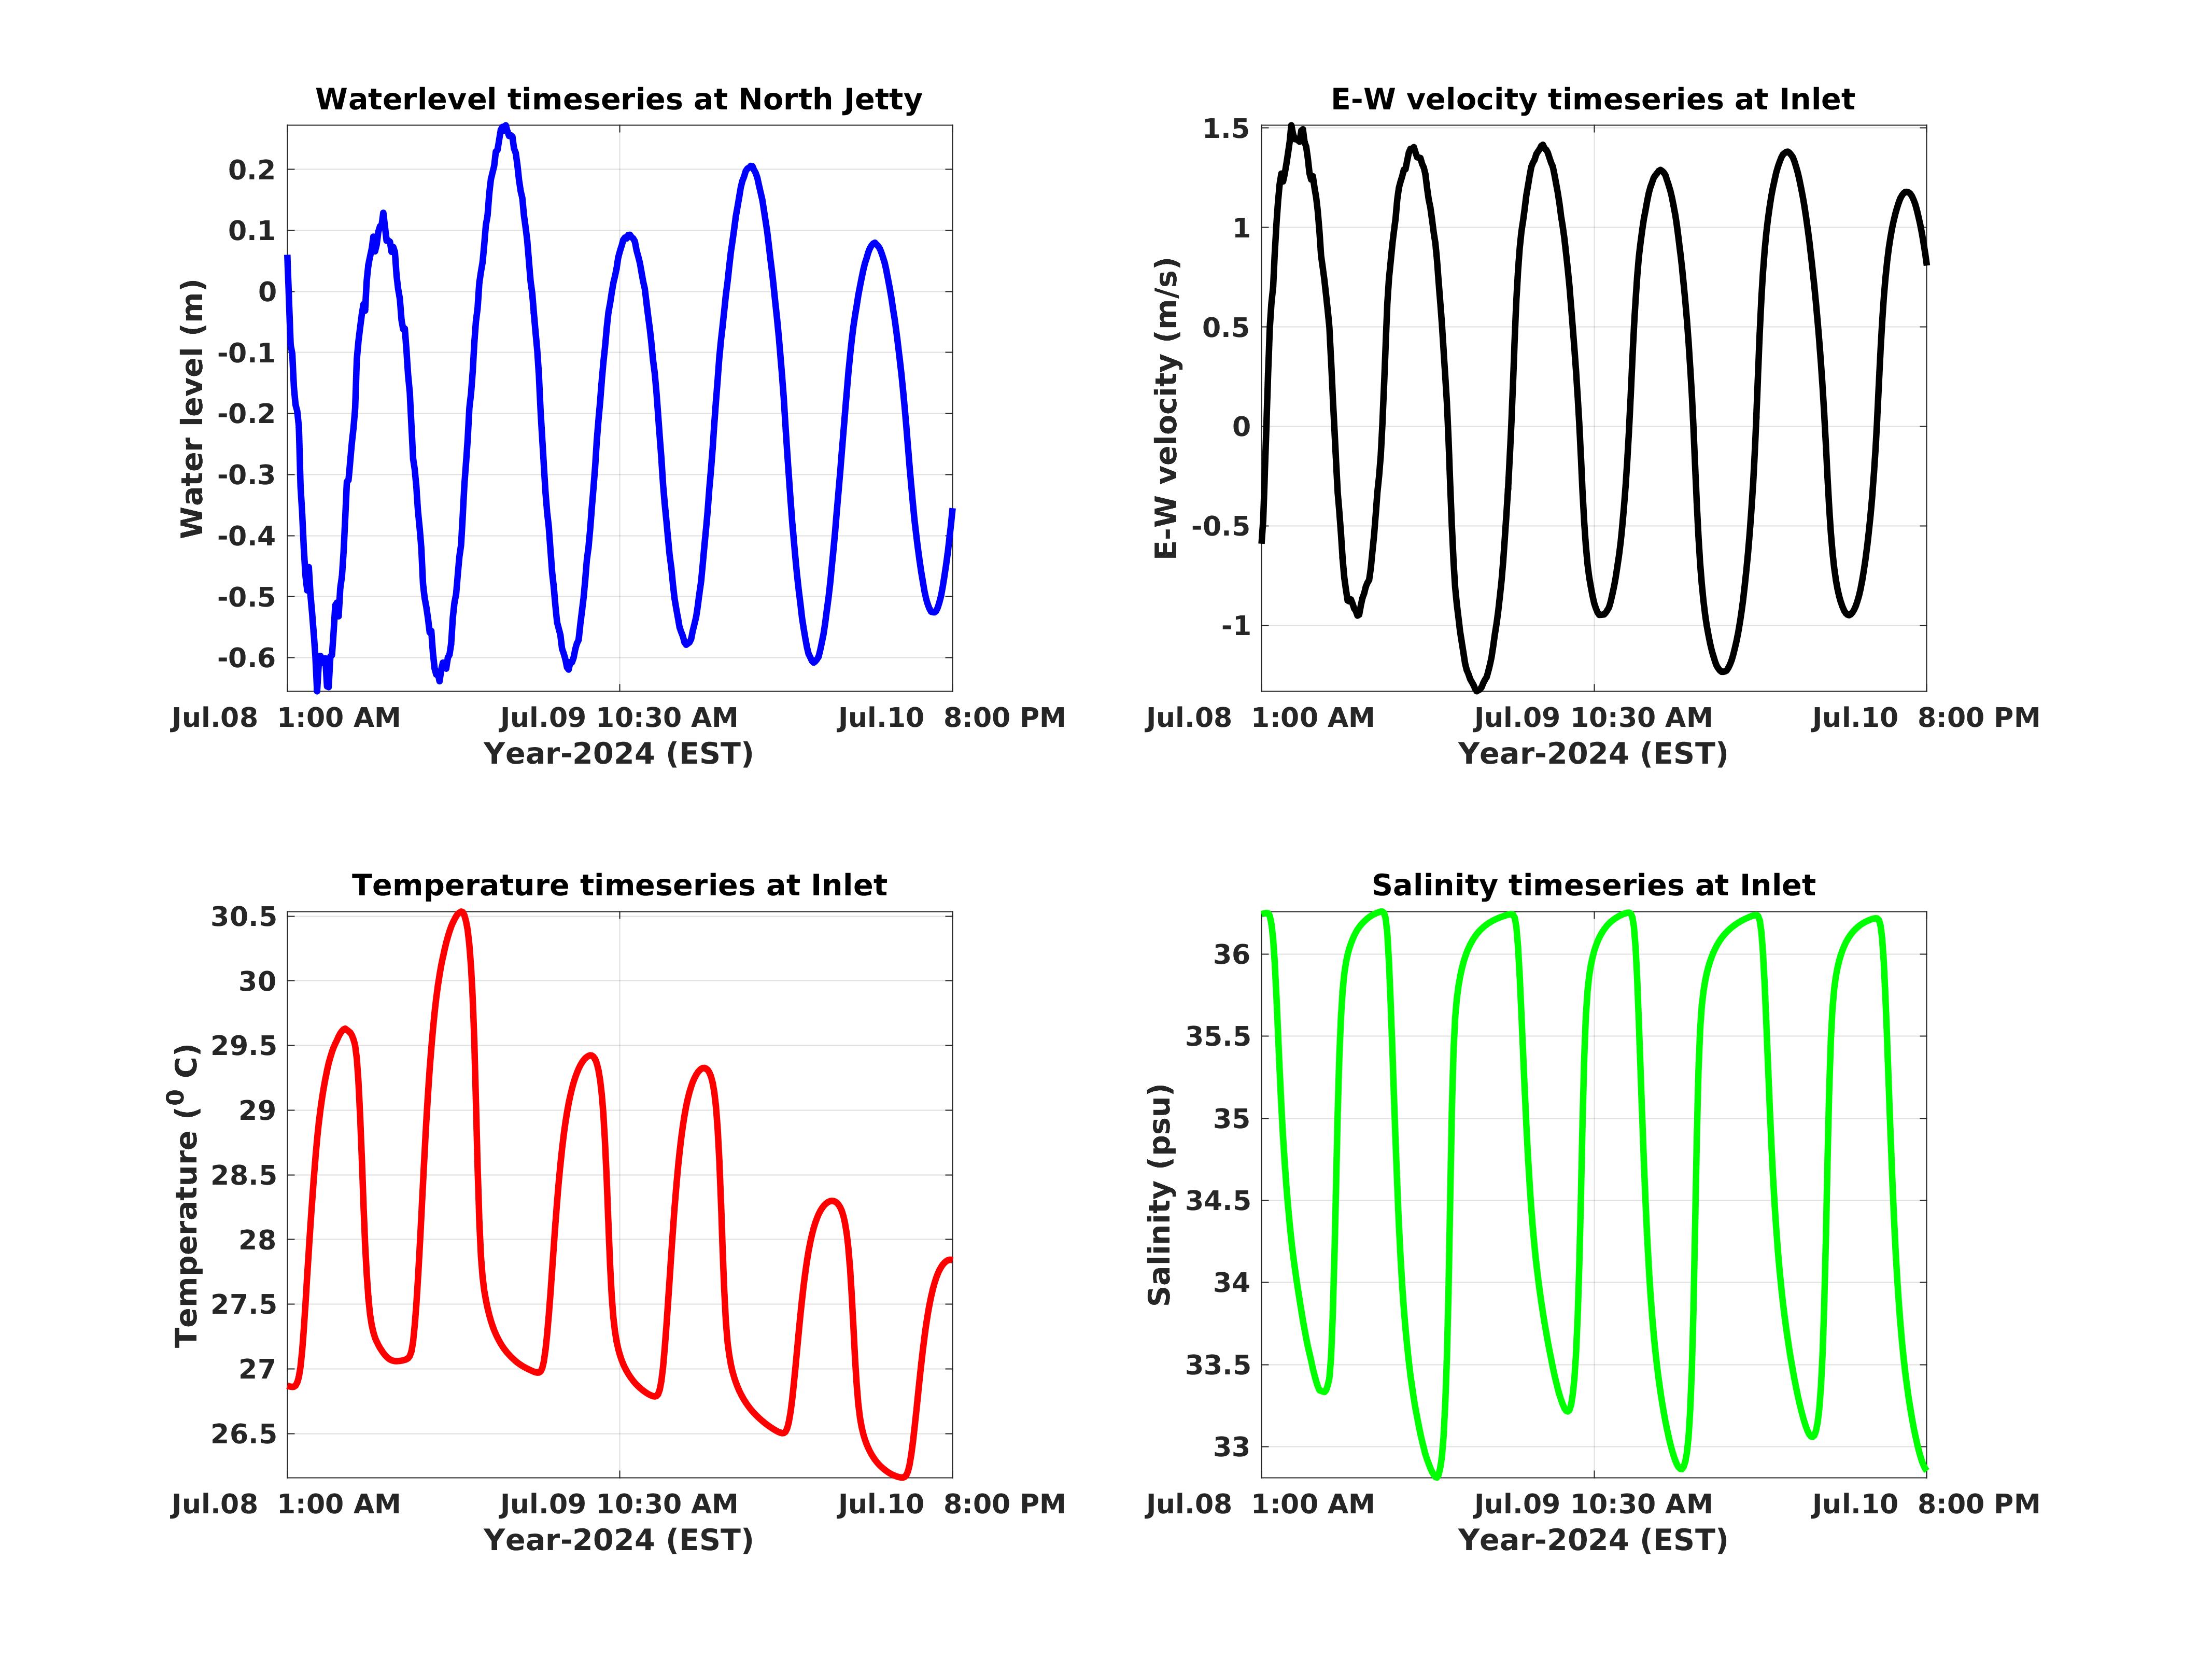 Waterlevel timeseries at North Jetty
0.2
0.1
0
-0.1
-0.2
-0.3
-0.4
-0.5
-0.6
Water level (m)
Jul.08 1:00 AM Jul.09 10:30 AM Jul.10 8:00 PM
Year-2024 (EST)
E-W velocity timeseries at Inlet
1.5
1
0.5
0
-0.5
-1
E-W velocity (m/s)
Jul.08 1:00 AM Jul.09 10:30 AM Jul.10 8:00 PM
Year-2024 (EST)
Temperature timeseries at Inlet
30.5
30
29.5
29
28.5
28
27.5
27
26.5
Temperature (⁰ C)
Jul.08 1:00 AM Jul.09 10:30 AM Jul.10 8:00 PM
Year-2024 (EST)
Salinity timeseries at Inlet
36
35.5
35
34.5
34
33.5
33
Salinity (psu)
Jul.08 1:00 AM Jul.09 10:30 AM Jul.10 8:00 PM
Year-2024 (EST)